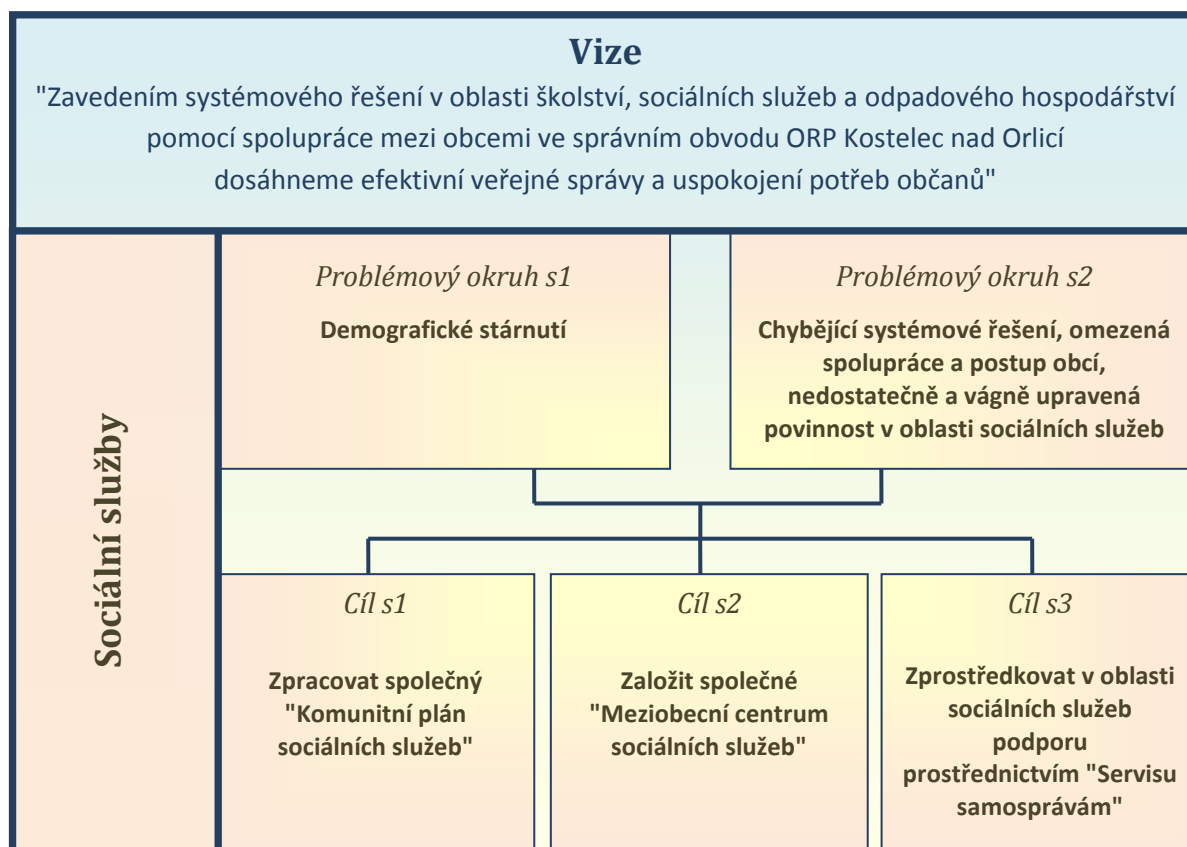 Vize
"Zavedením systémového řešení v oblasti školství, sociálních služeb a odpadového hospodářství
pomocí spolupráce mezi obcemi ve správním obvodu ORP Kostelec nad Orlicí
dosáhneme efektivní veřejné správy a uspokojení potřeb občanů"
Sociální služby
Problémový okruh s1
Demografické stárnutí
Problémový okruh s2
Chybějící systémové řešení, omezená
spolupráce a postup obcí,
nedostatečně a vágně upravená
povinnost v oblasti sociálních služeb
Cíl s1
Zpracovat společný
"Komunitní plán
sociálních služeb"
Cíl s2
Založit společné
"Meziobecní centrum
sociálních služeb"
Cíl s3
Zprostředkovat v oblasti
sociálních služeb
podporu
prostřednictvím "Servisu
samosprávám"